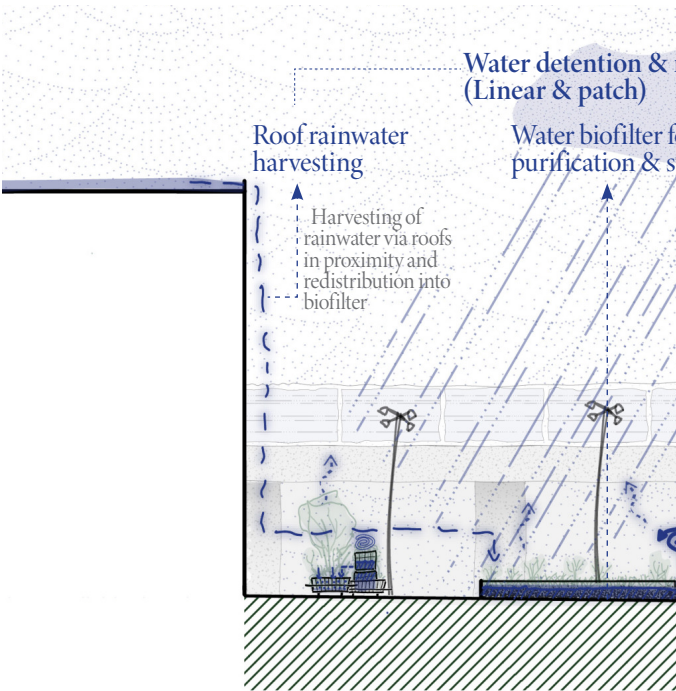 Water detention &
(Linear & patch)
Roof rainwater
harvesting
Water biofilter
purification &
Harvesting of
rainwater via roofs
in proximity and
redistribution into
biofilter